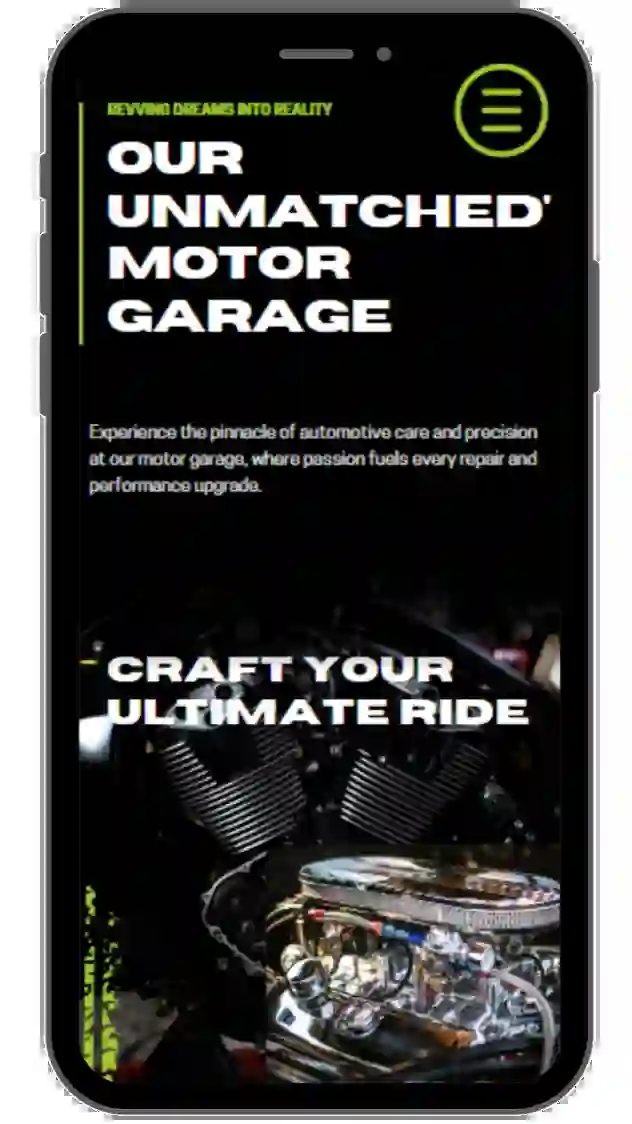 REVVING DREAMS INTO REALITY
OUR
UNMATCHED'
MOTOR
GARAGE
Experience the pinnacle of automotive care and precision
at our motor garage, where passion fuels every repair and
performance upgrade.
CRAFT YOUR
ULTIMATE RIDE